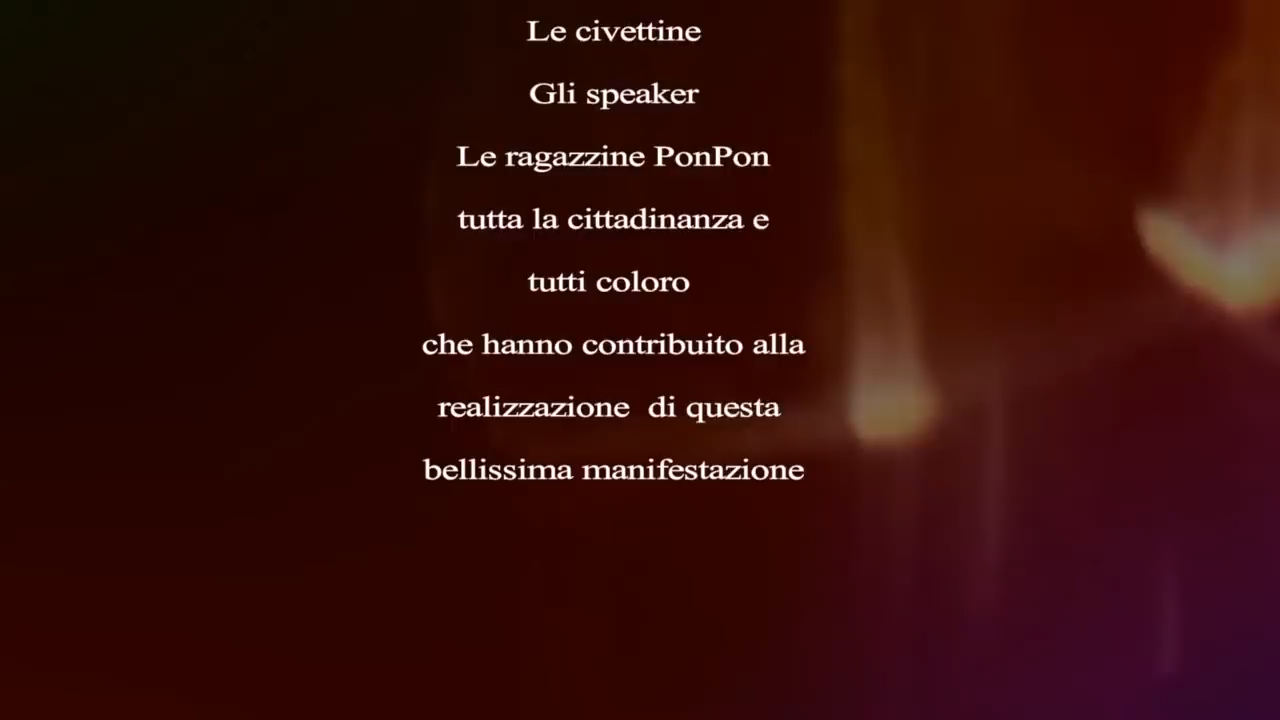 Le civettine
Gli speaker
Le ragazzine PonPon
tutta la cittadinanza e
tutti coloro
che hanno contribuito alla
realizzazione  di questa
bellissima manifestazione